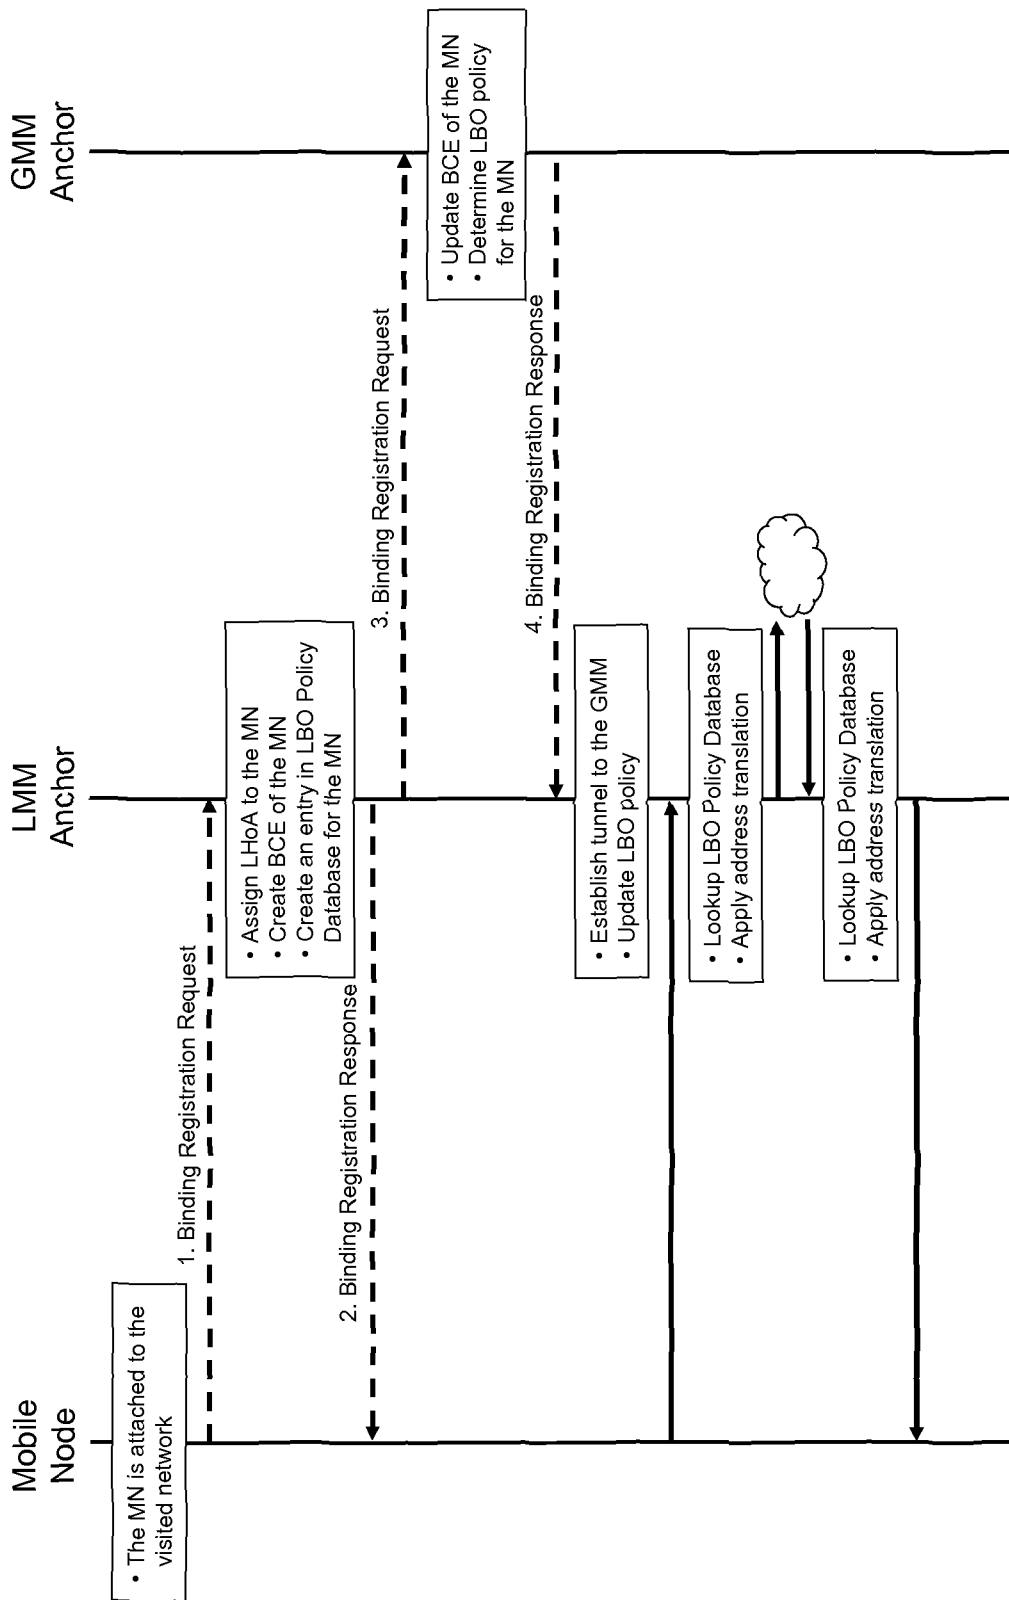 Mobile
Node
LMM
Anchor
GMM
Anchor
• The MN is attached to the
visited network
1. Binding Registration Request
• Assign LHoA to the MN
• Create BCE of the MN
• Create an entry in LBO Policy
Database for the MN
2. Binding Registration Response
3. Binding Registration Request
• Update BCE of the MN
• Determine LBO policy
for the MN
4. Binding Registration Response
• Establish tunnel to the GMM
• Update LBO policy
• Lookup LBO Policy Database
• Apply address translation
• Lookup LBO Policy Database
• Apply address translation